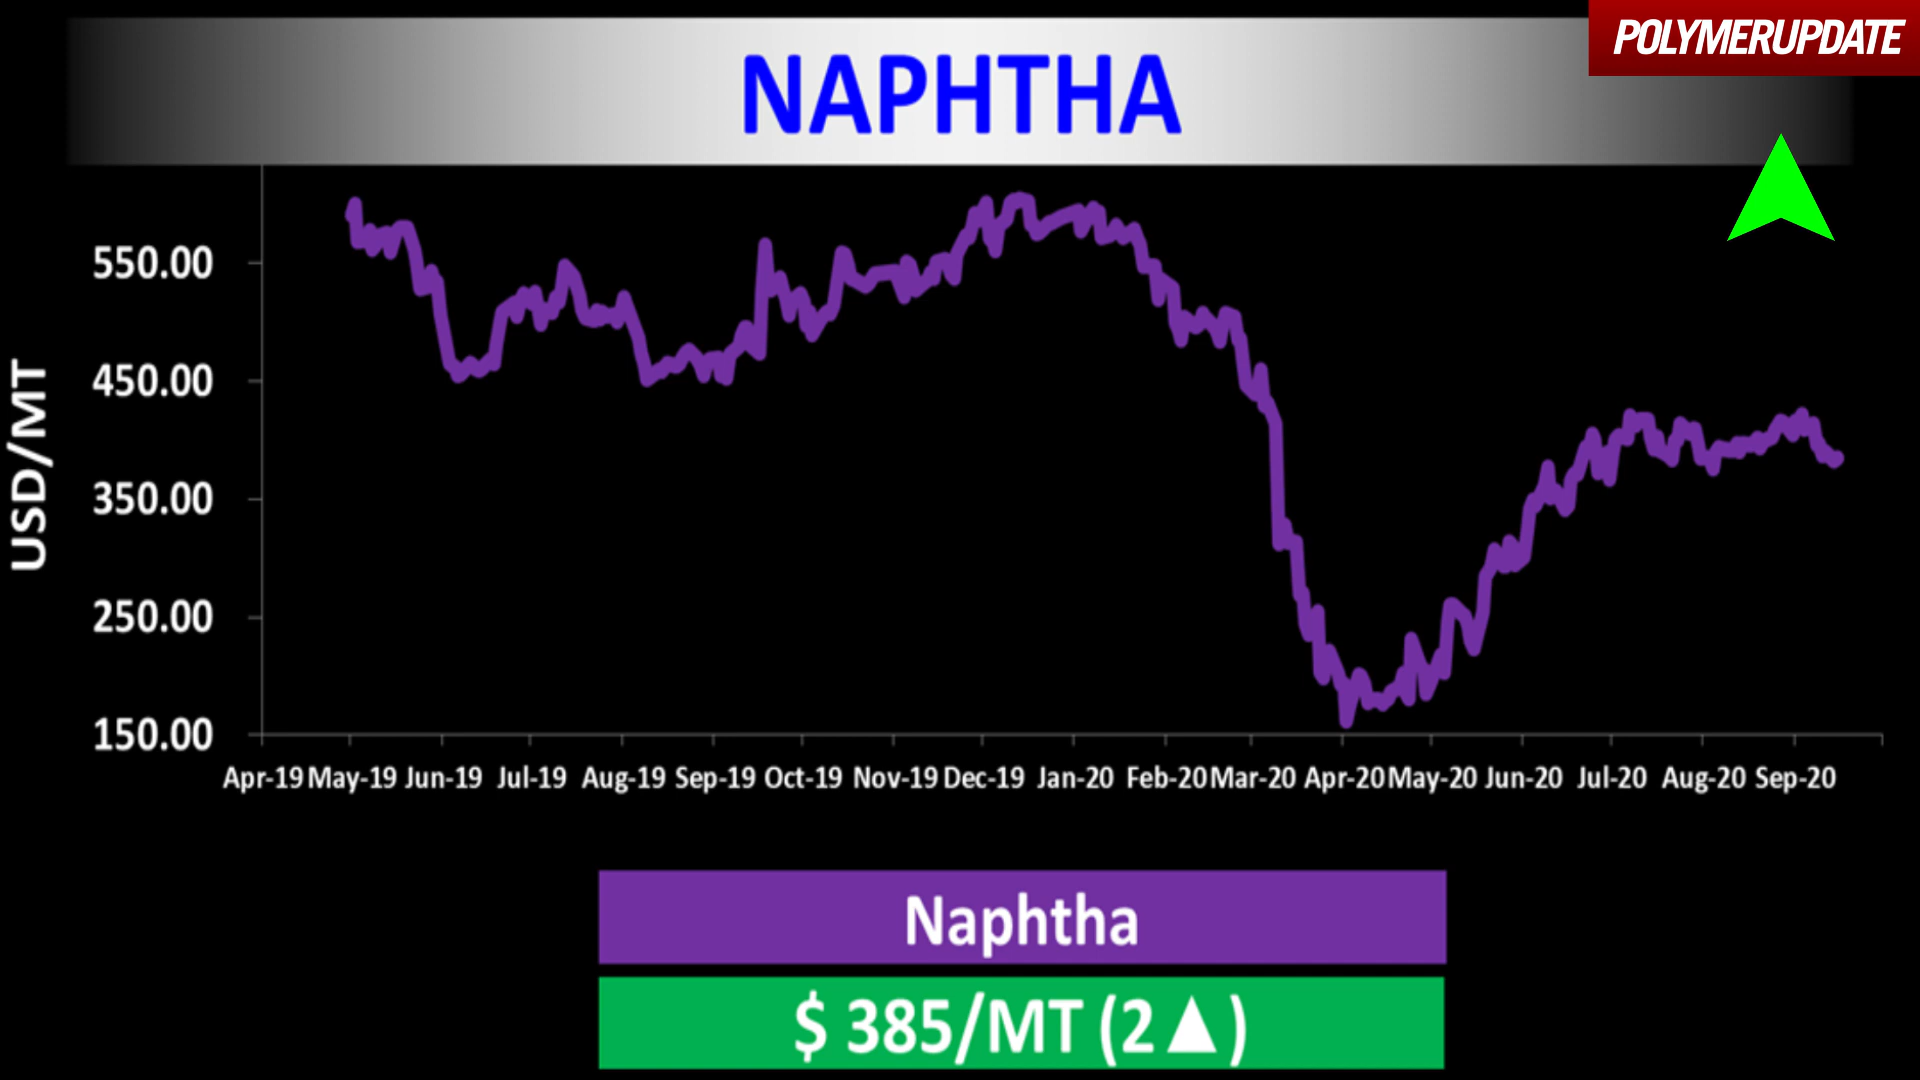 POLYMERUPDATE
NAPHTHA
USD/MT
550.00
450.00
350.00
250.00
150.00
Apr-19 May-19 Jun-19 Jul-19 Aug-19 Sep-19 Oct-19 Nov-19 Dec-19 Jan-20 Feb-20 Mar-20 Apr-20 May-20 Jun-20 Jul-20 Aug-20 Sep-20
Naphtha
$ 385/MT (2▲)